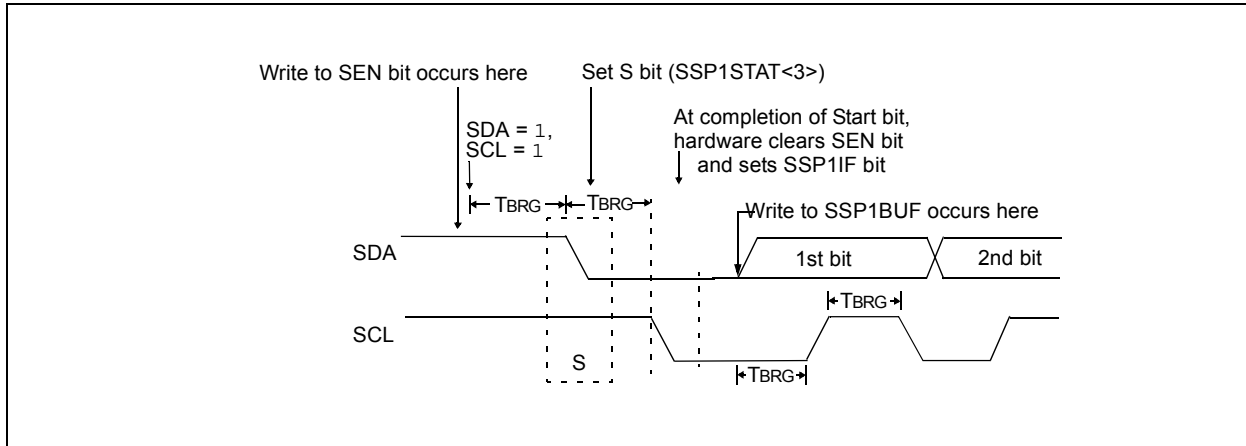 Write to SEN bit occurs here
Set S bit (SSP1STAT<3>)
SDA = 1,
SCL = 1
At completion of Start bit,
hardware clears SEN bit
and sets SSP1IF bit
TBRG
TBRG
Write to SSP1BUF occurs here
SDA
1st bit
2nd bit
TBRG
SCL
S
TBRG